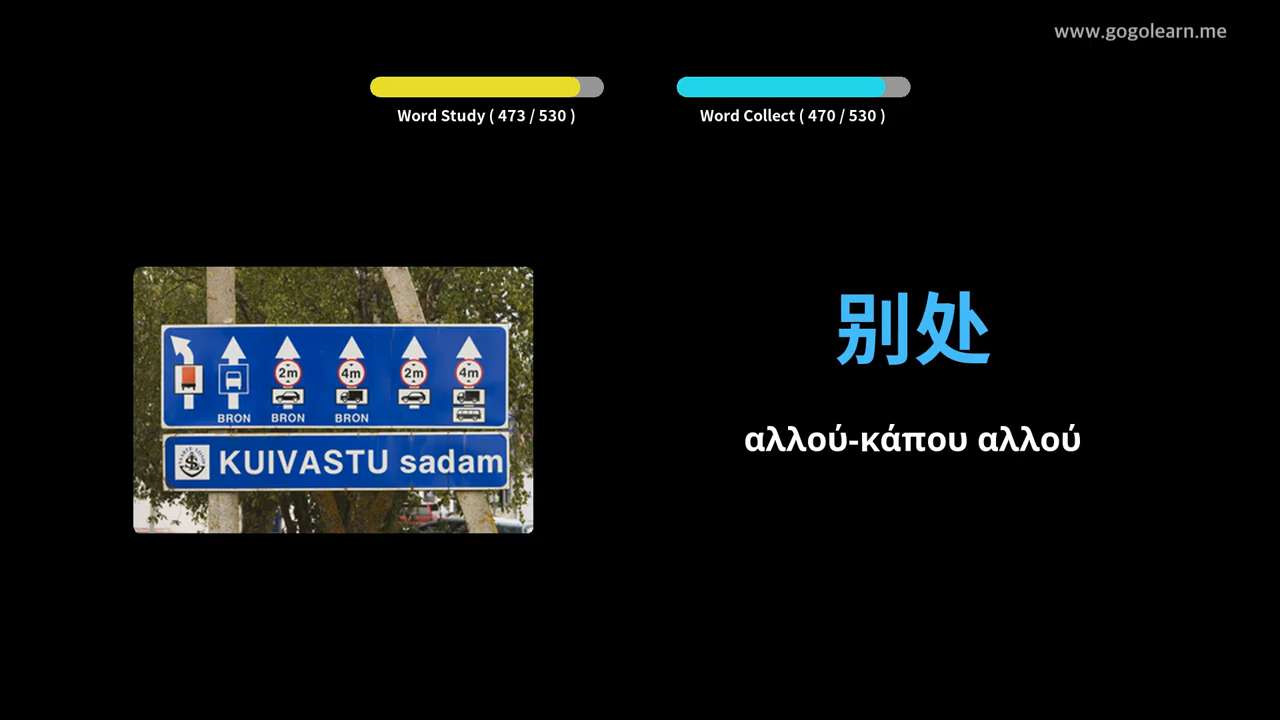 www.gogolearn.me
Word Study ( 473 / 530 )
Word Collect ( 470 / 530 )
别处
αλλού-κάπου αλλού
2m 4m 2m 4m
BRON BRON BRON
KUIVASTU sadam